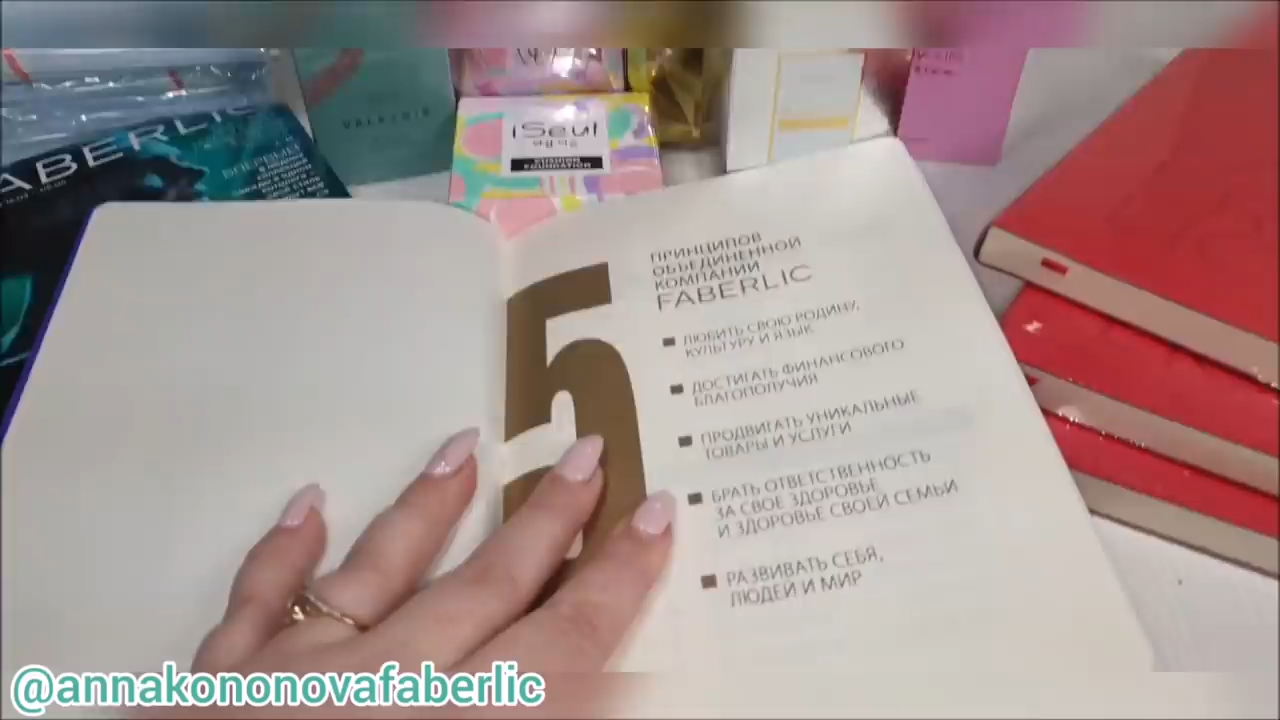 FABERLIC
ВПЕРВЫЕ
VALKYRIE
iSeul
CUSHION
FOUNDATION
5
ПРИНЦИПОВ
ОБЪЕДИНЕННОЙ
КОМПАНИИ
FABERLIC
ЛЮБИТЬ СВОЮ РОДИНУ,
КУЛЬТУРУ И ЯЗЫК
ДОСТИГАТЬ ФИНАНСОВОГО
БЛАГОПОЛУЧИЯ
ПРОДВИГАТЬ УНИКАЛЬНЫЕ
ТОВАРЫ И УСЛУГИ
БРАТЬ ОТВЕТСТВЕННОСТЬ
ЗА СВОЕ ЗДОРОВЬЕ
И ЗДОРОВЬЕ СВОЕЙ СЕМЬИ
РАЗВИВАТЬ СЕБЯ,
ЛЮДЕЙ И МИР
@annakononovafaberlic